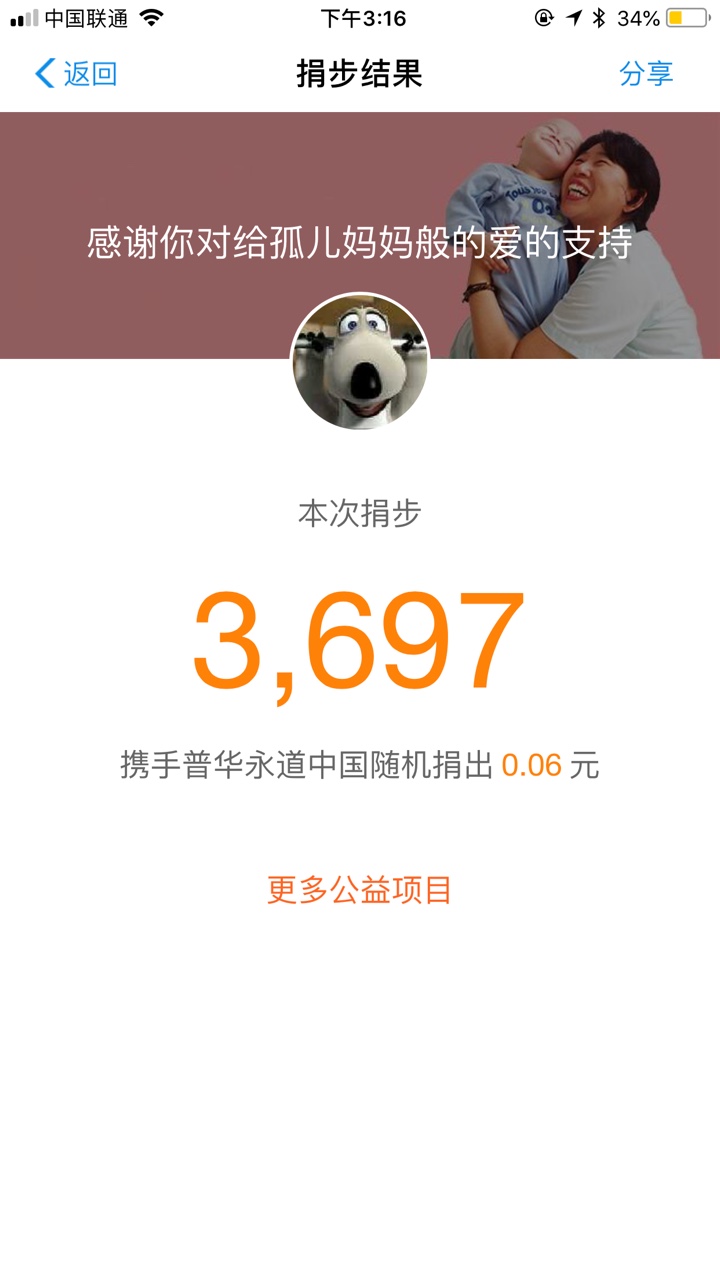 中国联通
下午3:16
34%
返回
捐步结果
分享
感谢你对给孤儿妈妈般的爱的支持
本次捐步
3,697
携手普华永道中国随机捐出 0.06 元
更多公益项目